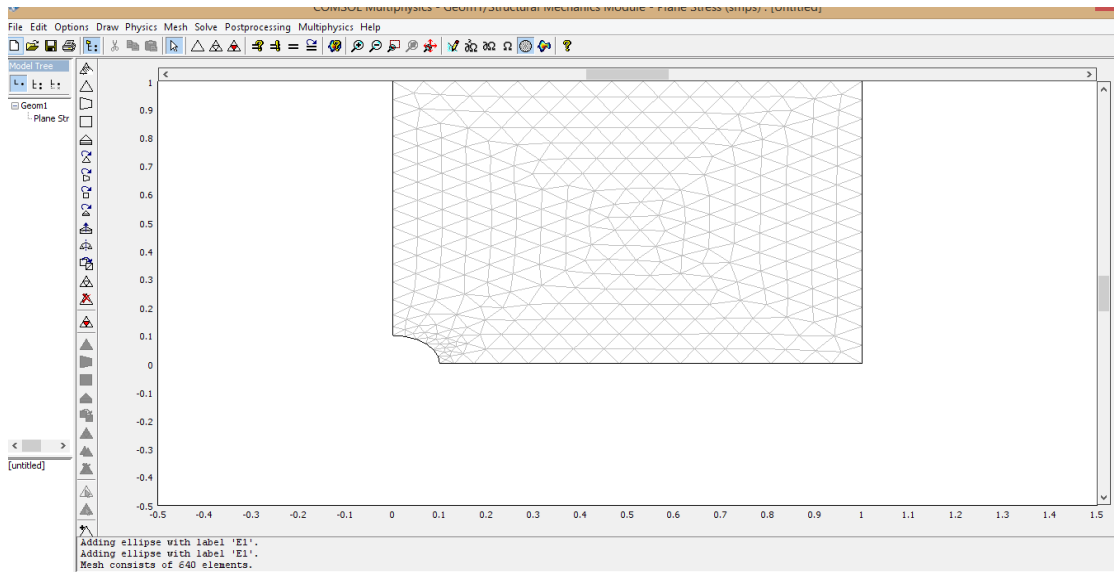 COMSOL Multiphysics - Geom1/Structural Mechanics Module - Plane Stress (smps) : [Untitled]
File Edit Options Draw Physics Mesh Solve Postprocessing Multiphysics Help
Model Tree
Geom1
Plane Str
1
0.9
0.8
0.7
0.6
0.5
0.4
0.3
0.2
0.1
0
-0.1
-0.2
-0.3
-0.4
-0.5
-0.5 -0.4 -0.3 -0.2 -0.1 0 0.1 0.2 0.3 0.4 0.5 0.6 0.7 0.8 0.9 1 1.1 1.2 1.3 1.4 1.5
[untitled]
Adding ellipse with label 'E1'.
Adding ellipse with label 'E1'.
Mesh consists of 640 elements.